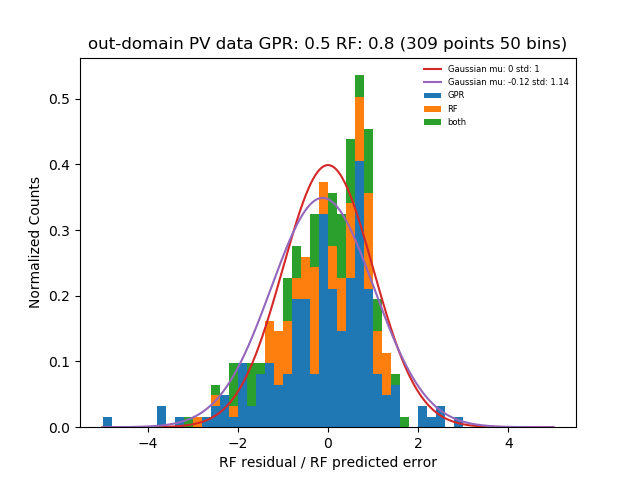 out-domain PV data GPR: 0.5 RF: 0.8 (309 points 50 bins)
Gaussian mu: 0 std: 1
Gaussian mu: -0.12 std: 1.14
GPR
RF
both
Normalized Counts
0.5
0.4
0.3
0.2
0.1
0.0
−4 −2 0 2 4
RF residual / RF predicted error